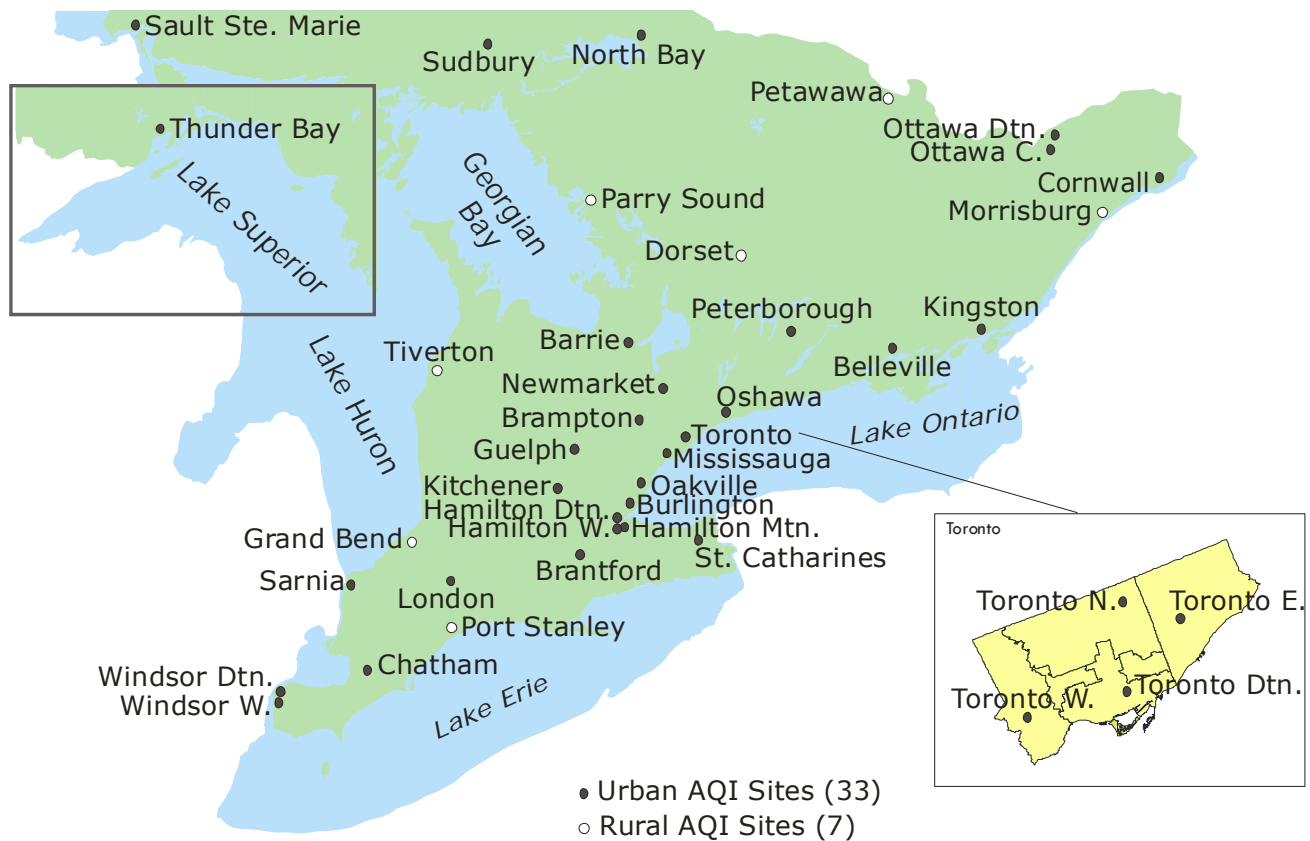 Sault Ste. Marie
Sudbury
North Bay
Petawawa
Thunder Bay
Ottawa Dtn.
Ottawa C.
Cornwall
Morrisburg
Lake Superior
Georgian
Bay
Parry Sound
Dorset
Peterborough
Kingston
Barrie
Tiverton
Belleville
Lake Huron
Newmarket
Oshawa
Brampton
Lake Ontario
Toronto
Guelph
Mississauga
Kitchener
Oakville
Hamilton Dtn.
Burlington
Hamilton W.
Hamilton Mtn.
Grand Bend
St. Catharines
Brantford
Sarnia
London
Port Stanley
Chatham
Windsor Dtn.
Windsor W.
Lake Erie
Toronto
Toronto N.
Toronto E.
Toronto Dtn.
Toronto W.
Urban AQI Sites (33)
Rural AQI Sites (7)